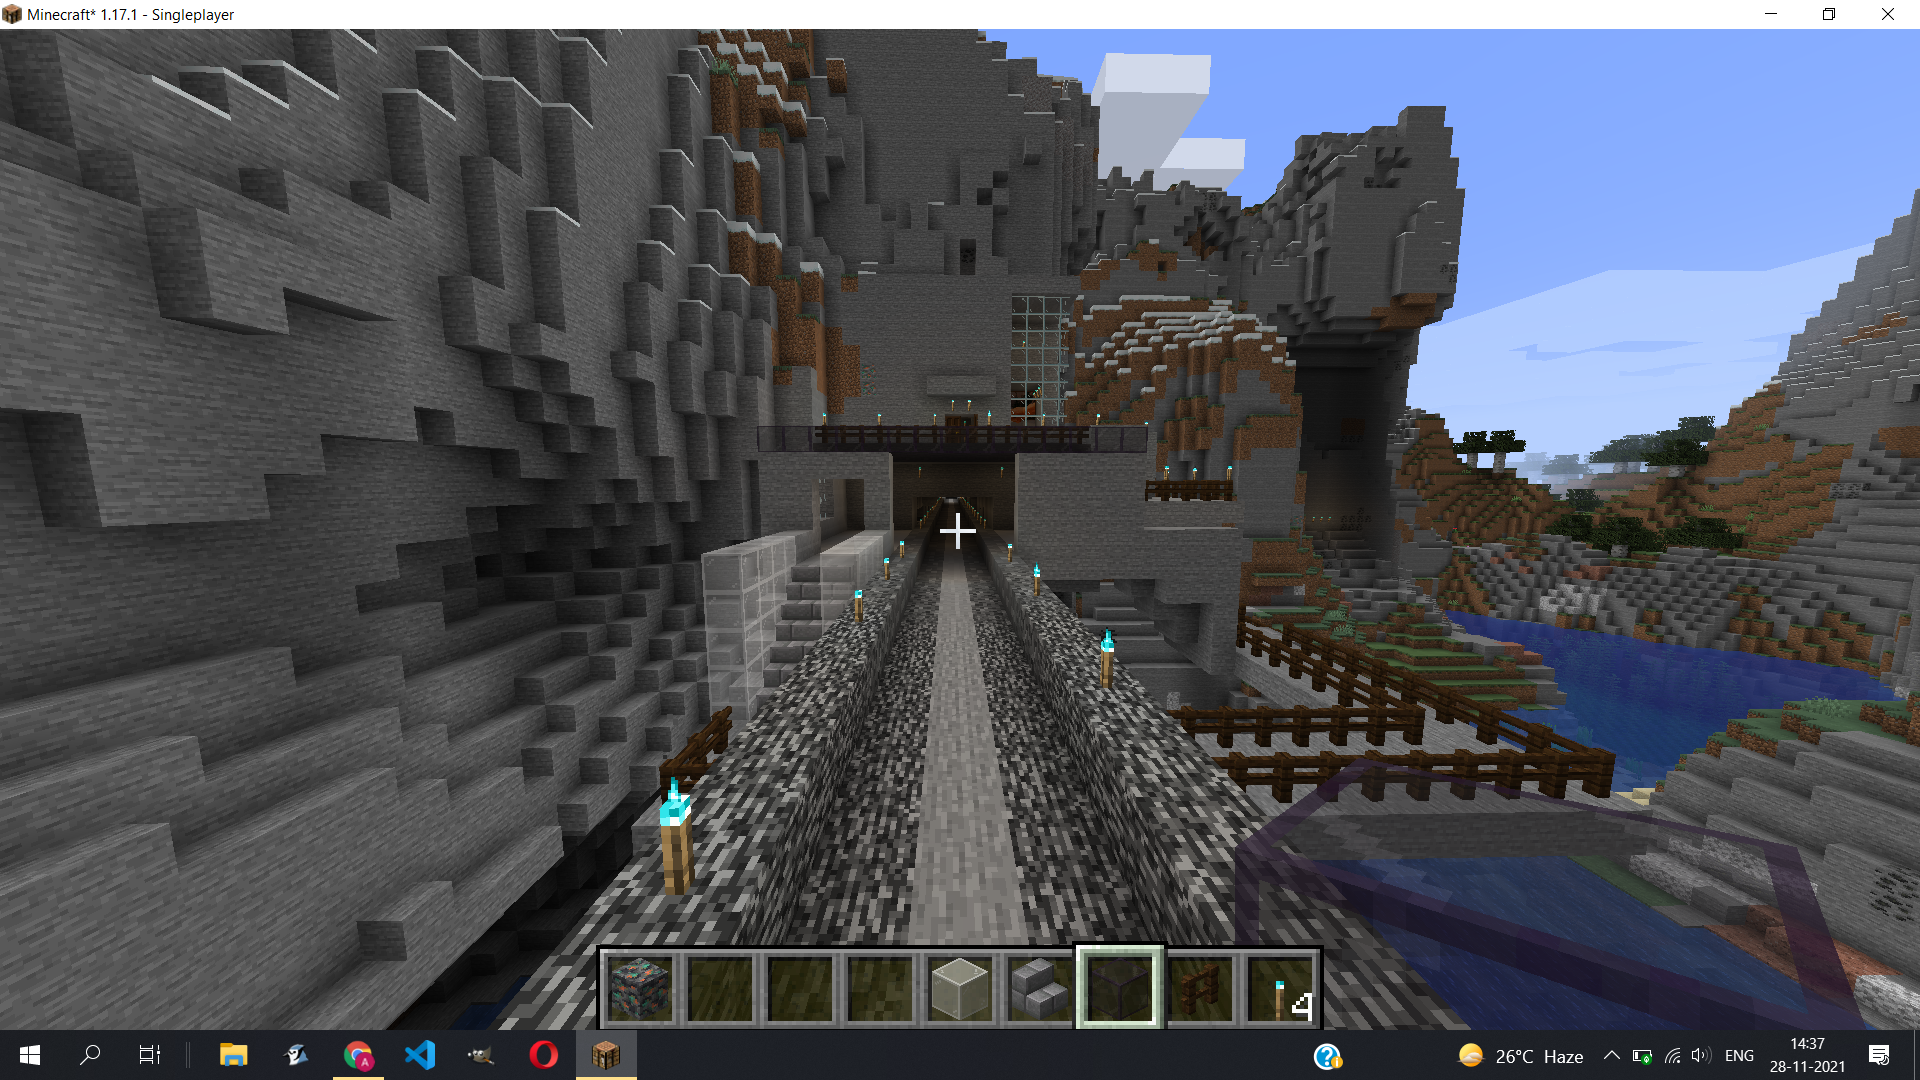 Minecraft* 1.17.1 - Singleplayer
4
A
26°C Haze
ENG
14:37
28-11-2021